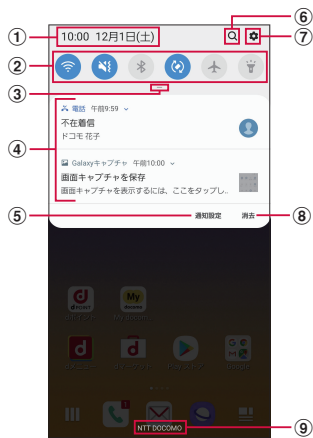 ⑥
① 10:00 12月1日(土) ⑦
②
③
電話 午前9:59
不在着信
ドコモ 花子
④
Galaxyキャプチャ 午前10:00
画面キャプチャを保存
画面キャプチャを表示するには、ここをタップし..
⑤ 通知設定 消去 ⑧
My
Google
NTT DOCOMO ⑨